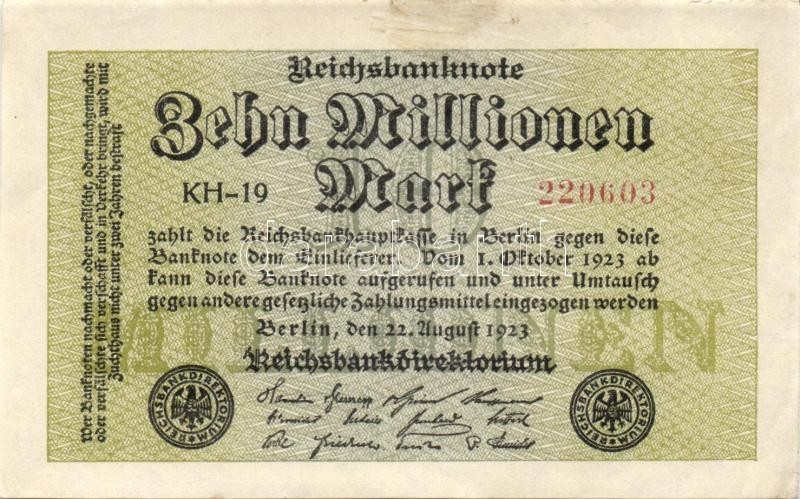 Reichsbanknote
Zehn Millionen
Mark
KH-19
220603
zahlt die Reichsbankhauptkasse in Berlin gegen diese
Banknote dem Einlieferer. Vom 1. Oktober 1923 ab
kann diese Banknote aufgerufen und unter Umtausch
gegen andere gesetzliche Zahlungsmittel eingezogen werden
Berlin, den 22. August 1923
Reichsbankdirektorium
REICHSBANKDIREKTORIUM
REICHSBANKDIREKTORIUM
Wer Banknoten nachmacht oder verfälscht, oder nachgemachte
oder verfälschte sich verschafft und in Verkehr bringt, wird mit
Zuchthaus nicht unter zwei Jahren bestraft